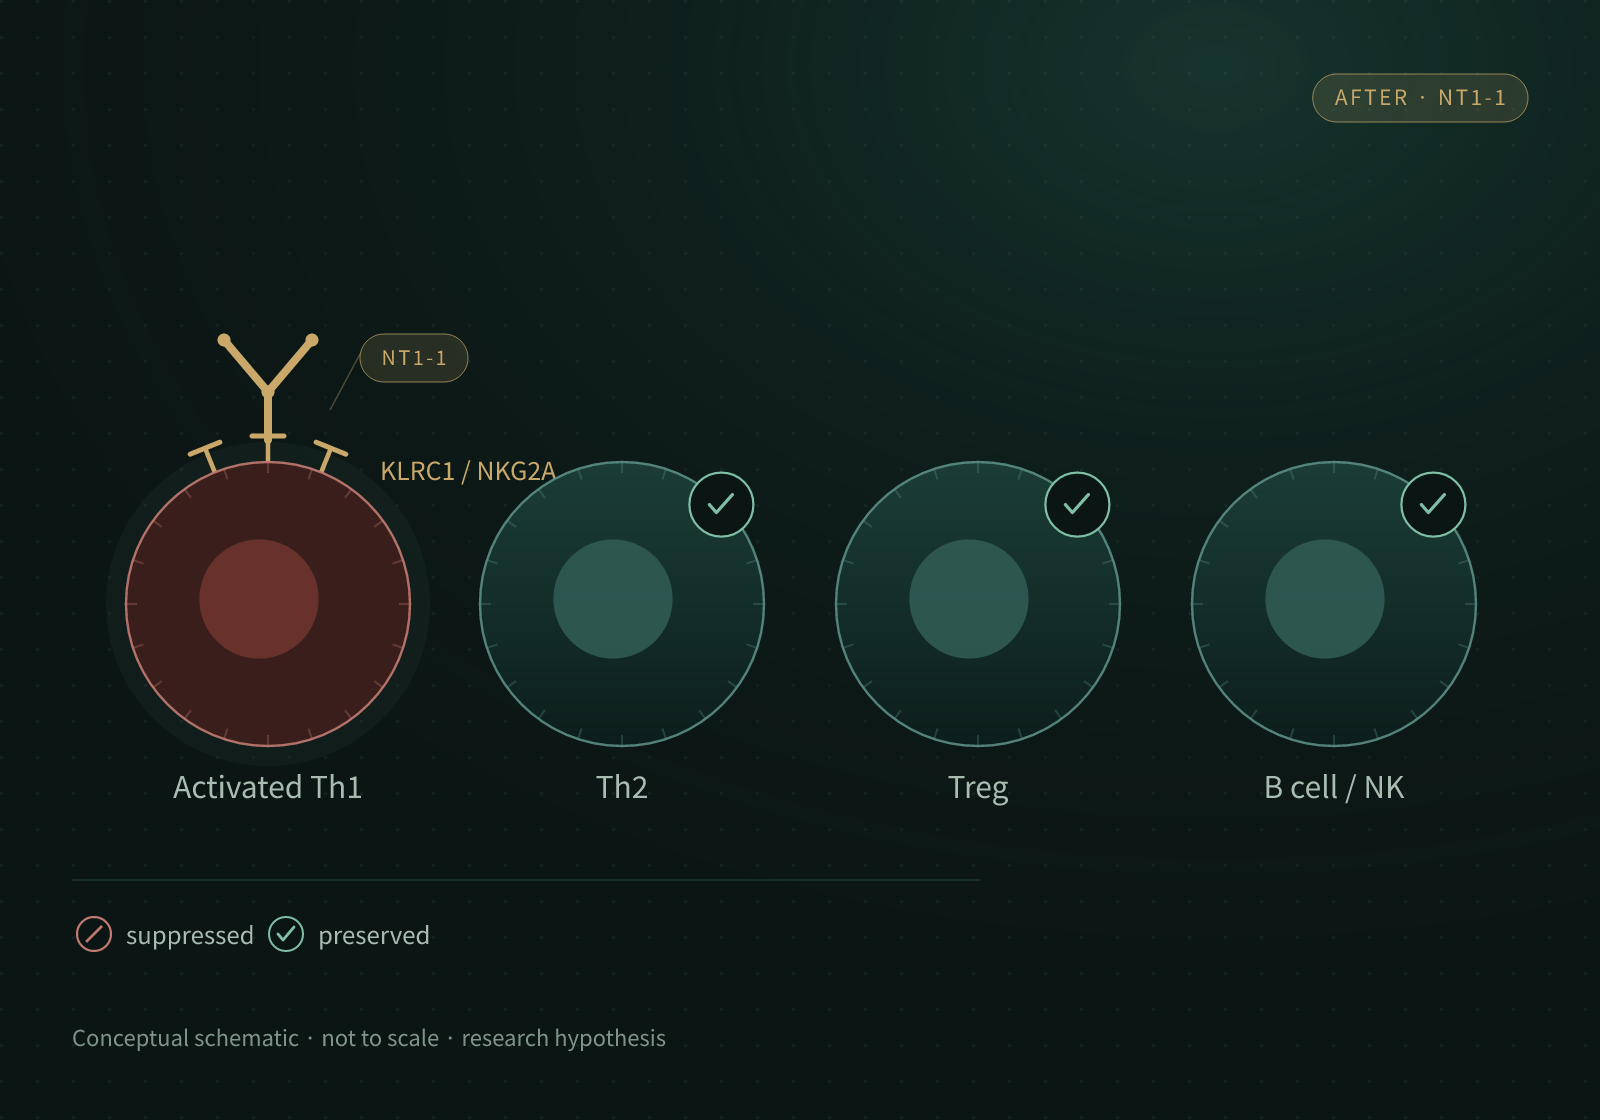 AFTER · NT1-1
NT1-1
KLRC1 / NKG2A
Activated Th1
Th2
Treg
B cell / NK
suppressed
preserved
Conceptual schematic · not to scale · research hypothesis